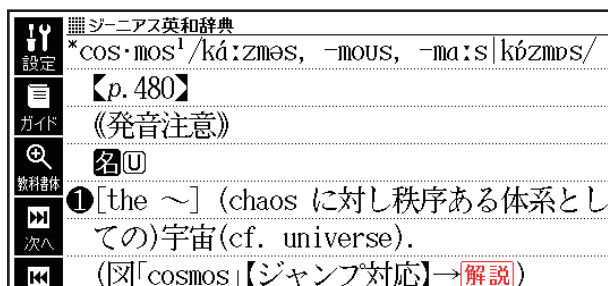 ジーニアス英和辞典
設定
*cos·mos¹/káːzməs, -moʊs, -mɑːs|kɔ́zmɒs/
【p. 480】
ガイド
《発音注意》
教科書体
名U
❶[the ～] (chaos に対し秩序ある体系とし
次へ
ての)宇宙(cf. universe).
(図「cosmos」【ジャンプ対応】→解説)